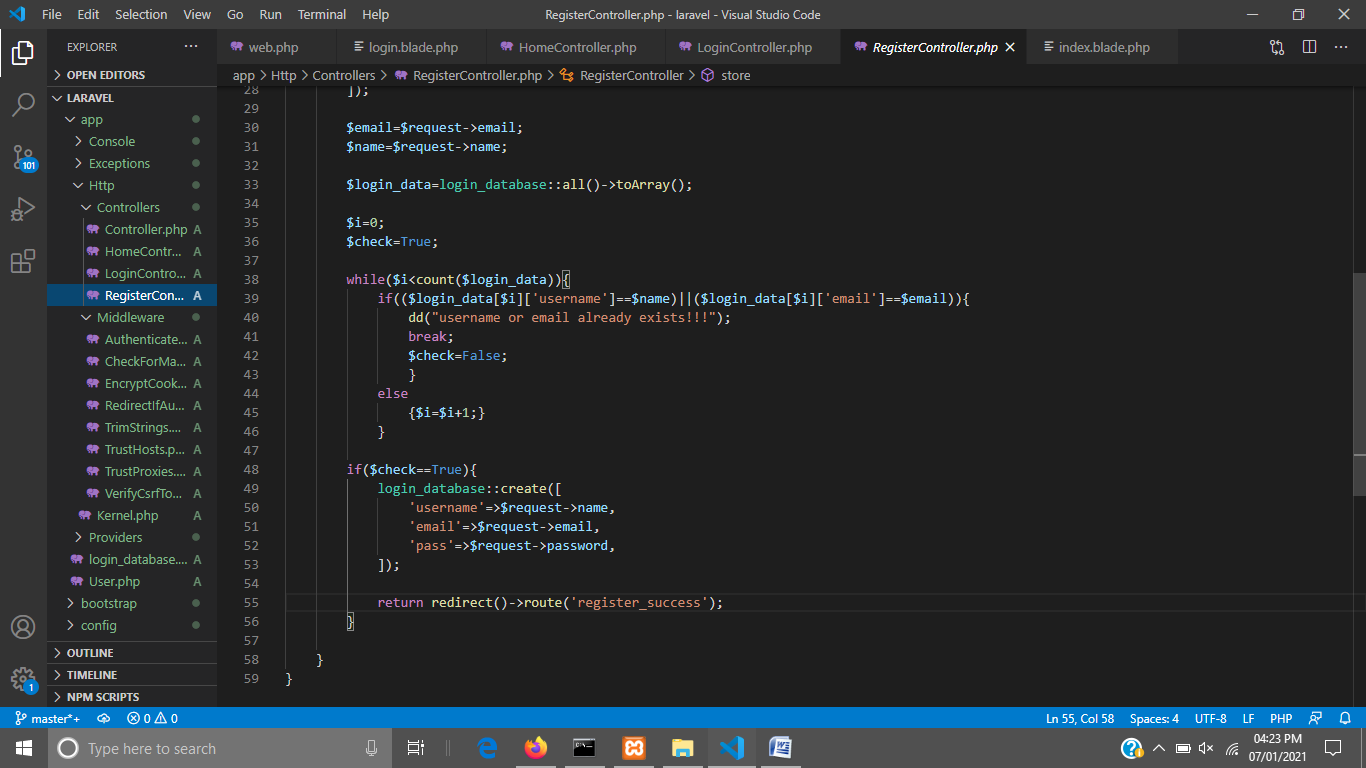 File Edit Selection View Go Run Terminal Help RegisterController.php - laravel - Visual Studio Code
EXPLORER ···
web.php login.blade.php HomeController.php LoginController.php RegisterController.php index.blade.php ···
app > Http > Controllers > RegisterController.php > RegisterController > store
OPEN EDITORS
LARAVEL
app
Console
Exceptions
Http
Controllers
Controller.php A
HomeContr... A
LoginContro... A
RegisterCon... A
Middleware
Authenticate... A
CheckForMa... A
EncryptCook... A
RedirectIfAu... A
TrimStrings.... A
TrustHosts.p... A
TrustProxies.... A
VerifyCsrfTo... A
Kernel.php A
Providers
login_database.... A
User.php A
bootstrap
config
OUTLINE
TIMELINE
NPM SCRIPTS
101
1
28 ]);
29
30 $email=$request->email;
31 $name=$request->name;
32
33 $login_data=login_database::all()->toArray();
34
35 $i=0;
36 $check=True;
37
38 while($i<count($login_data)){
39 if(($login_data[$i]['username']==$name)||($login_data[$i]['email']==$email)){
40 dd("username or email already exists!!!");
41 break;
42 $check=False;
43 }
44 else
45 {$i=$i+1;}
46 }
47
48 if($check==True){
49 login_database::create([
50 'username'=>$request->name,
51 'email'=>$request->email,
52 'pass'=>$request->password,
53 ]);
54
55 return redirect()->route('register_success');
56 }
57
58 }
59 }
master*+ 0 0 Ln 55, Col 58 Spaces: 4 UTF-8 LF PHP
Type here to search
04:23 PM
07/01/2021